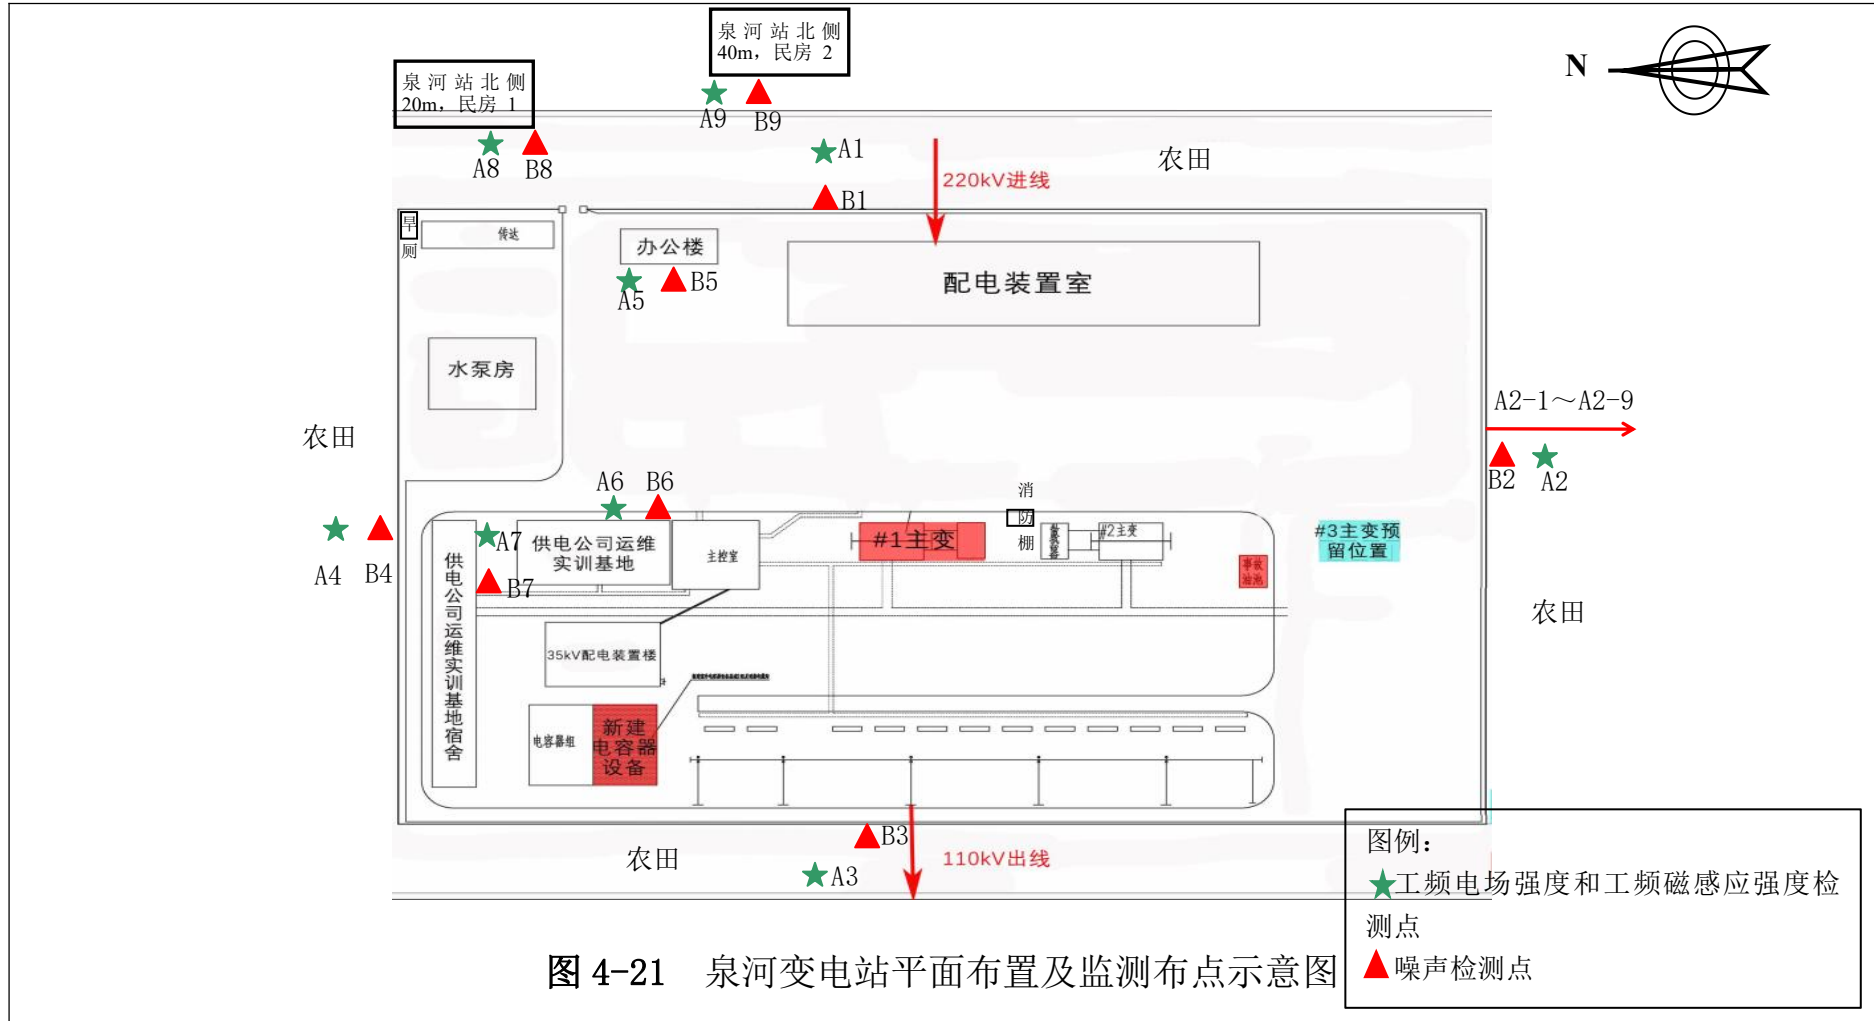 泉河站北侧
40m，民房 2
N
泉河站北侧
20m，民房 1
A9
B9
A8
B8
A1
农田
220kV进线
B1
旱
厕
传达
办公楼
A5
B5
配电装置室
水泵房
农田
A2-1～A2-9
B2
A2
A6
B6
消
防
棚
A4
B4
A7
B7
供电公司运维
实训基地
主控室
#1主变
#2主变
#3主变预
留位置
事故
油池
供电公司运维实训基地宿舍
农田
35kV配电装置楼
电容器组
新建
电容器
设备
农田
B3
A3
110kV出线
图例：
工频电场强度和工频磁感应强度检
测点
噪声检测点
图 4-21 泉河变电站平面布置及监测布点示意图